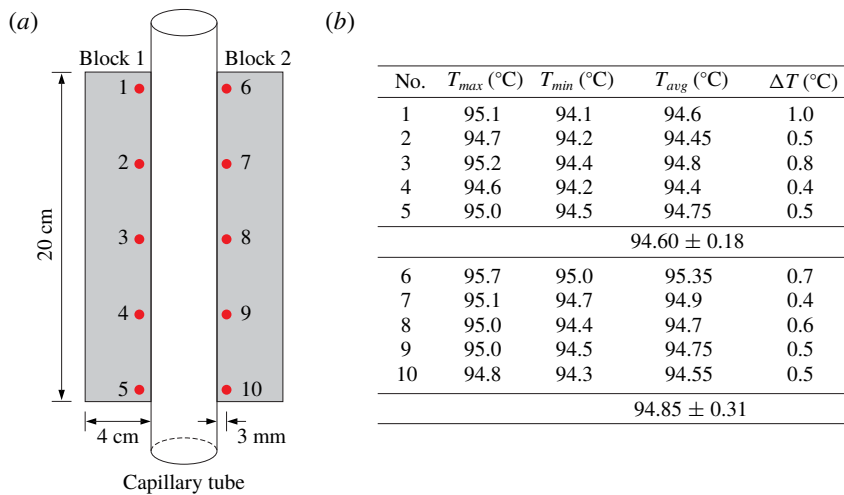 (a)
Block 1 Block 2
1 6
2 7
3 8
4 9
5 10
20 cm
4 cm 3 mm
Capillary tube
(b)
No. Tmax (°C) Tmin (°C) Tavg (°C) ΔT (°C)
1 95.1 94.1 94.6 1.0
2 94.7 94.2 94.45 0.5
3 95.2 94.4 94.8 0.8
4 94.6 94.2 94.4 0.4
5 95.0 94.5 94.75 0.5
94.60 ± 0.18
6 95.7 95.0 95.35 0.7
7 95.1 94.7 94.9 0.4
8 95.0 94.4 94.7 0.6
9 95.0 94.5 94.75 0.5
10 94.8 94.3 94.55 0.5
94.85 ± 0.31